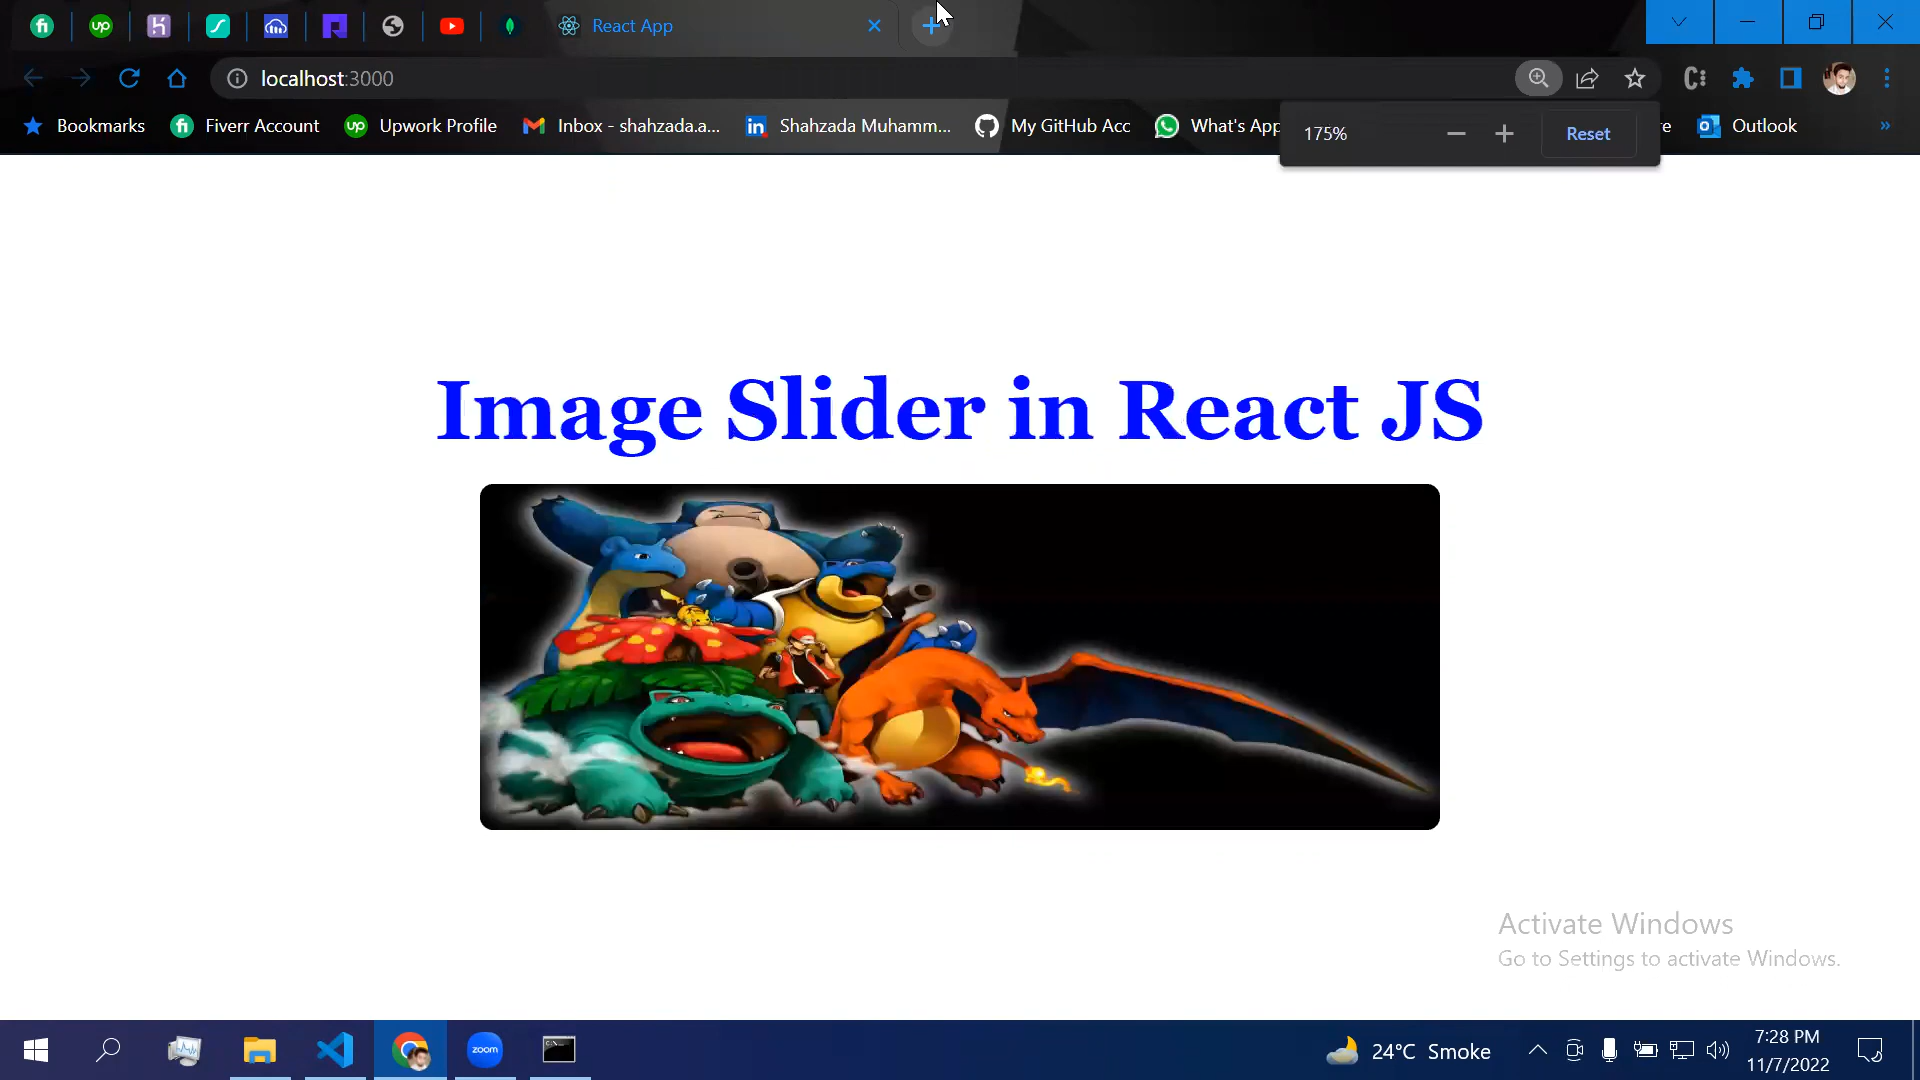 React App
localhost:3000
Bookmarks
Fiverr Account
Upwork Profile
Inbox - shahzada.a...
Shahzada Muhamm...
My GitHub Acc
What's App
Outlook
175%
Reset
Image Slider in React JS
Activate Windows
Go to Settings to activate Windows.
zoom
24°C Smoke
7:28 PM
11/7/2022